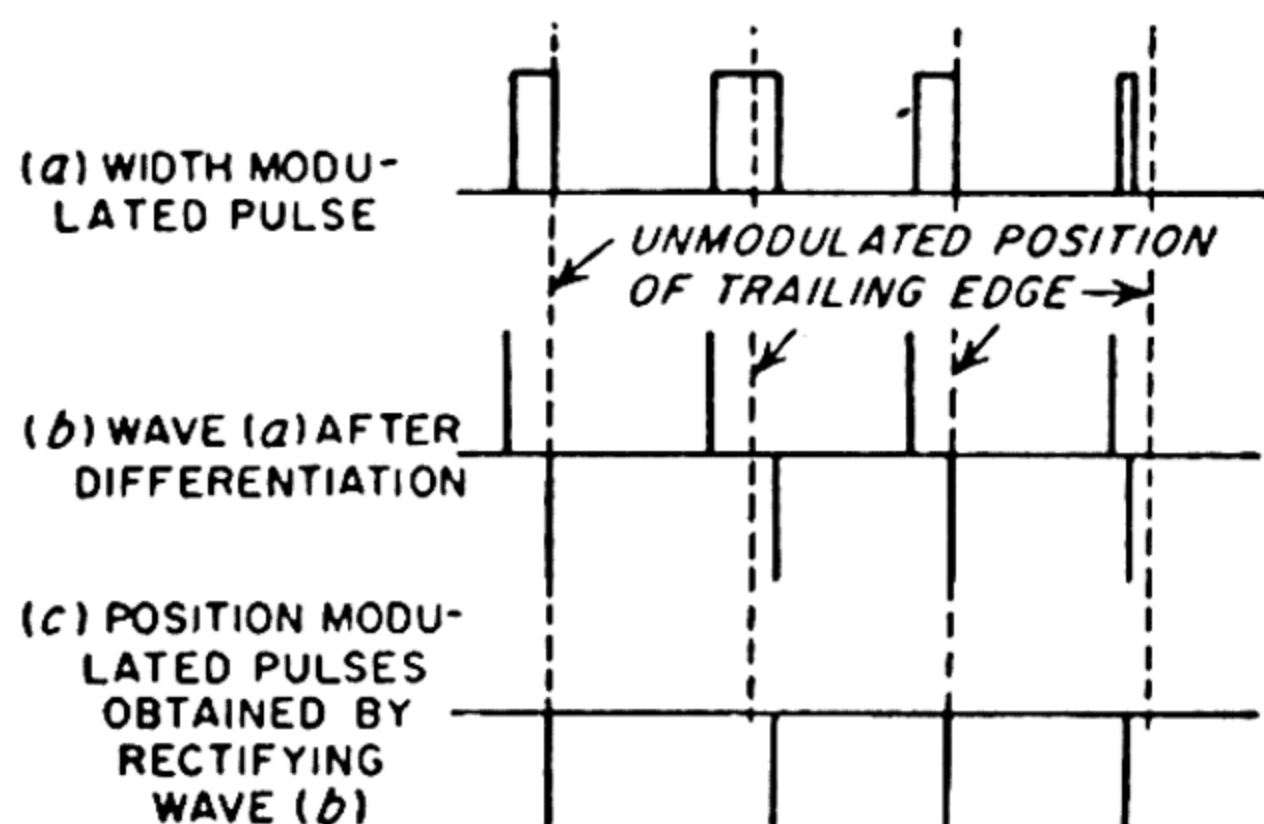 (a) WIDTH MODU-
LATED PULSE
UNMODULATED POSITION
OF TRAILING EDGE
(b) WAVE (a) AFTER
DIFFERENTIATION
(c) POSITION MODU-
LATED PULSES
OBTAINED BY
RECTIFYING
WAVE (b)